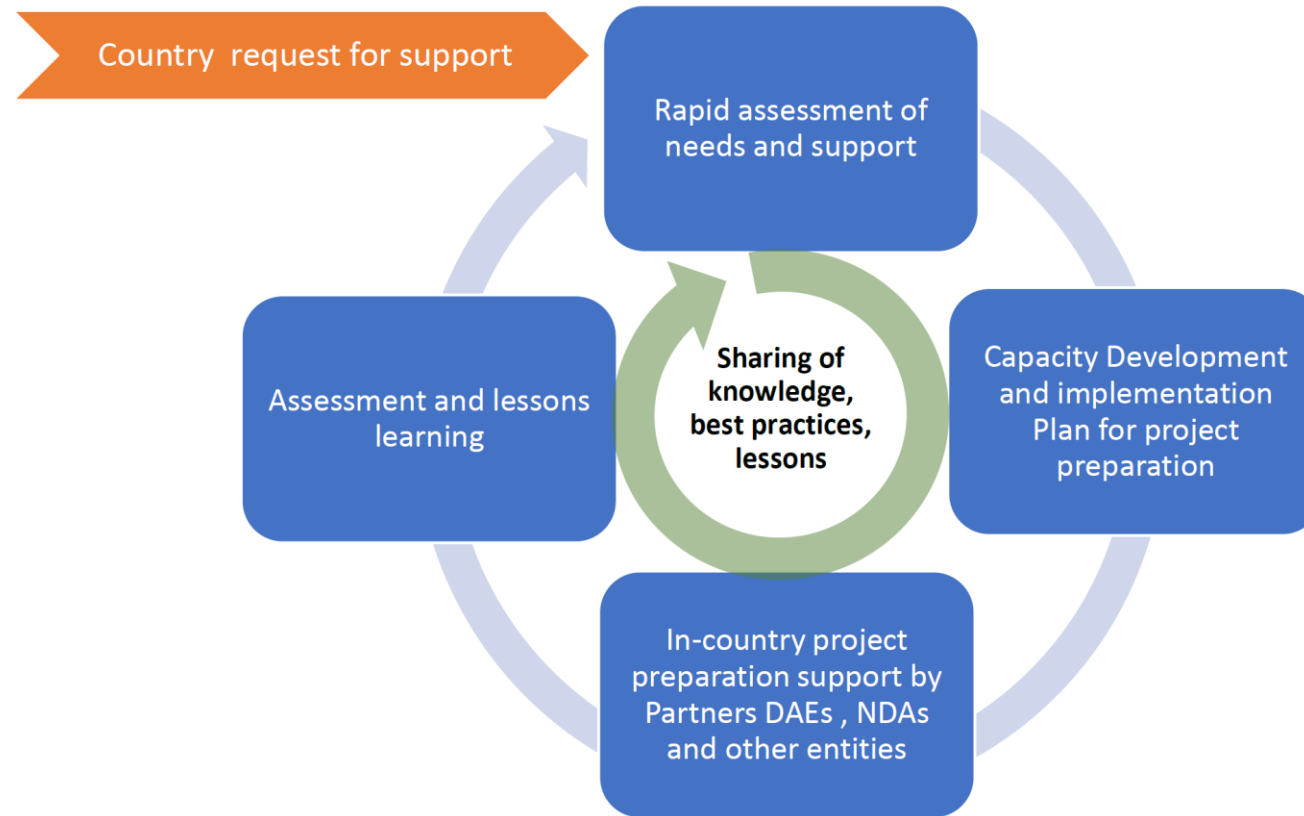 Country request for support
Rapid assessment of
needs and support
Capacity Development
and implementation
Plan for project
preparation
In-country project
preparation support by
Partners DAEs , NDAs
and other entities
Assessment and lessons
learning
Sharing of
knowledge,
best practices,
lessons